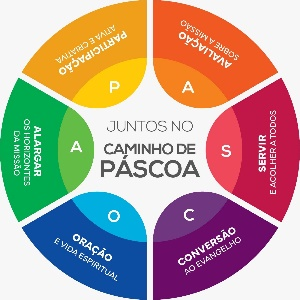 JUNTOS NO
CAMINHO DE
PÁSCOA
P
PARTICIPAÇÃO
ATIVA E CRIATIVA
A
AVALIAÇÃO
SOBRE A MISSÃO
S
SERVIR
E ACOLHER A TODOS
C
CONVERSÃO
AO EVANGELHO
O
ORAÇÃO
E VIDA ESPIRITUAL
A
ALARGAR
OS HORIZONTES
DA MISSÃO